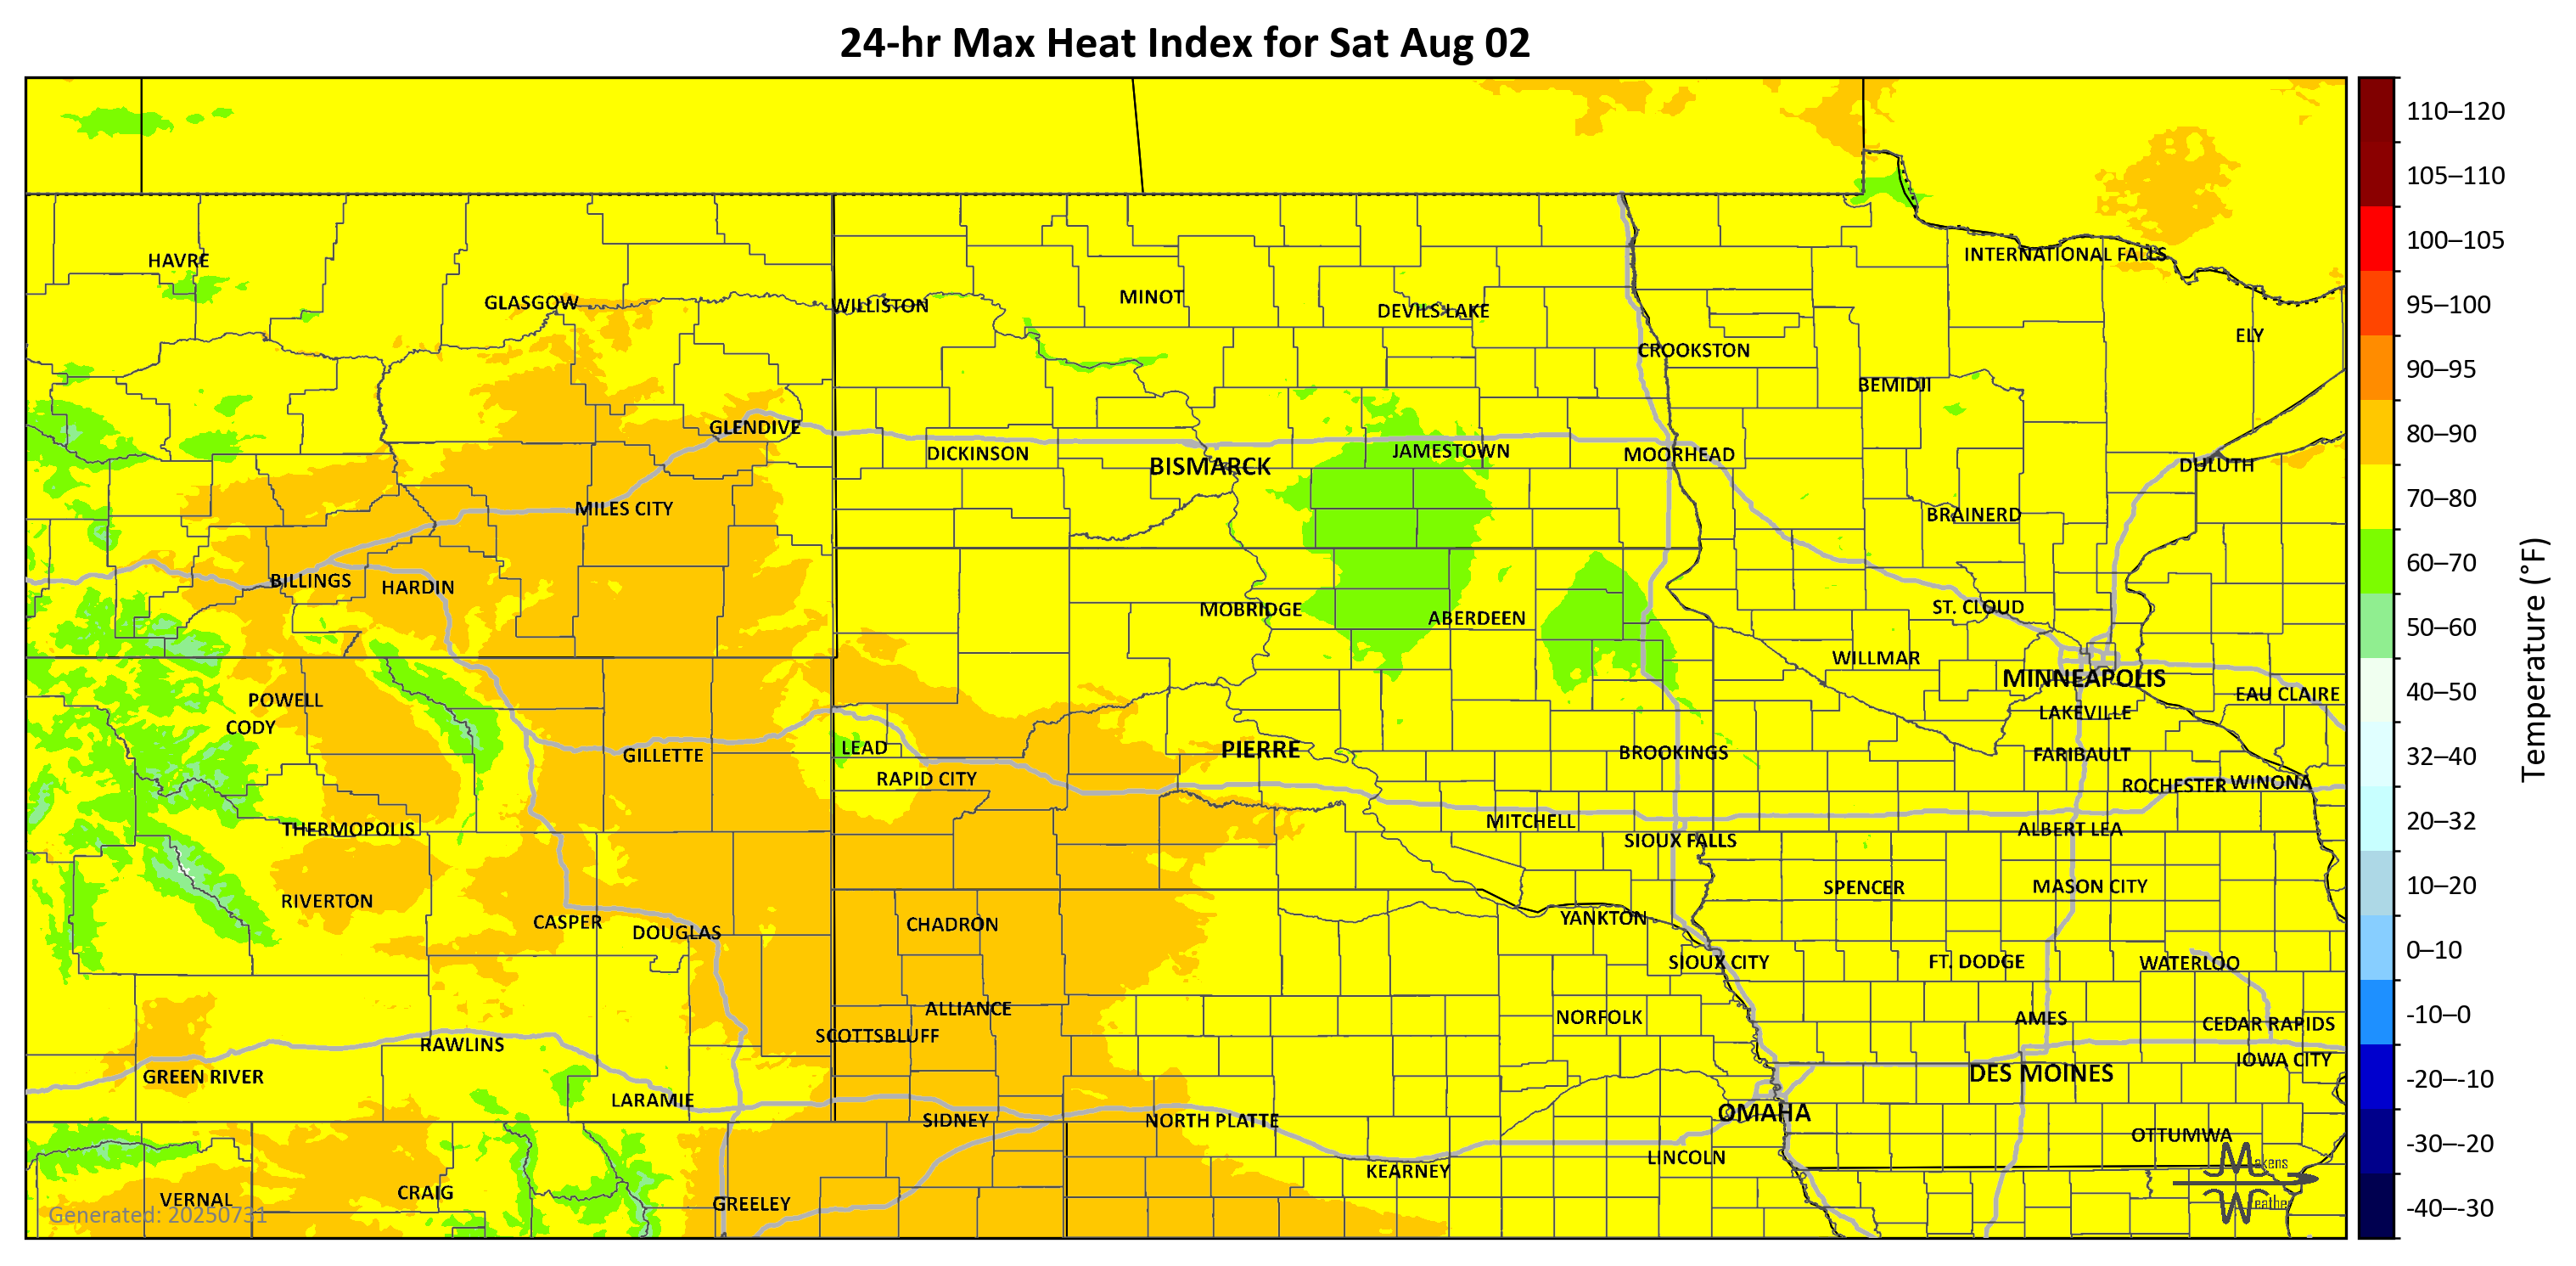 24-hr Max Heat Index for Sat Aug 02
110–120
105–110
100–105
95–100
90–95
80–90
70–80
60–70
50–60
40–50
32–40
20–32
10–20
0–10
-10–0
-20–-10
-30–-20
-40–-30
Temperature (°F)
HAVRE
GLASGOW
WILLISTON
MINOT
DEVILS LAKE
INTERNATIONAL FALLS
ELY
CROOKSTON
BEMIDJI
GLENDIVE
DICKINSON
BISMARCK
JAMESTOWN
MOORHEAD
DULUTH
MILES CITY
BRAINERD
BILLINGS
HARDIN
MOBRIDGE
ABERDEEN
ST. CLOUD
WILLMAR
MINNEAPOLIS
EAU CLAIRE
POWELL
CODY
LAKEVILLE
GILLETTE
LEAD
RAPID CITY
PIERRE
BROOKINGS
FARIBAULT
ROCHESTER
WINONA
THERMOPOLIS
MITCHELL
SIOUX FALLS
ALBERT LEA
RIVERTON
CASPER
DOUGLAS
CHADRON
YANKTON
SPENCER
MASON CITY
SIOUX CITY
FT. DODGE
WATERLOO
ALLIANCE
SCOTTSBLUFF
NORFOLK
AMES
CEDAR RAPIDS
RAWLINS
IOWA CITY
GREEN RIVER
DES MOINES
LARAMIE
SIDNEY
NORTH PLATTE
OMAHA
OTTUMWA
KEARNEY
LINCOLN
VERNAL
CRAIG
GREELEY
Generated: 20250731
Makens
Weather